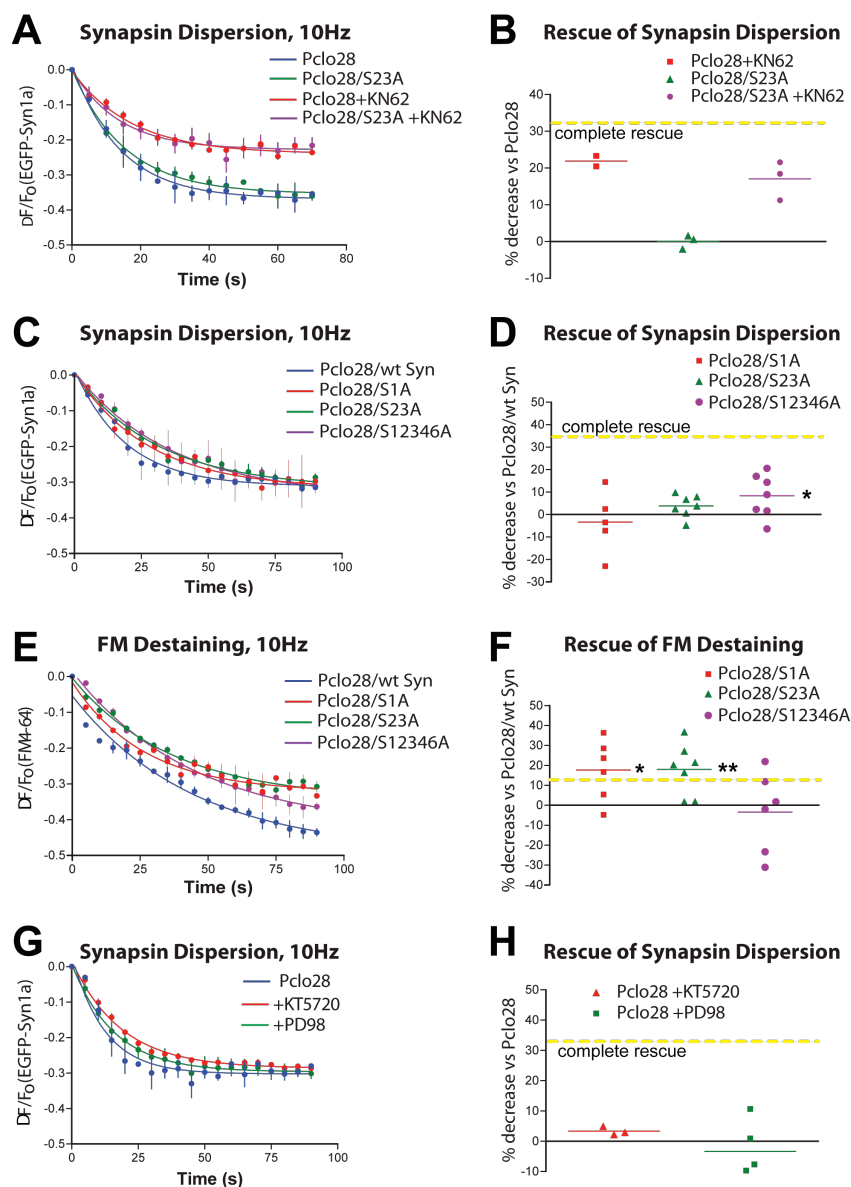 A
Synapsin Dispersion, 10Hz
Pclo28
Pclo28/S23A
Pclo28+KN62
Pclo28/S23A +KN62
DF/Fo(EGFP-Syn1a)
0.0
-0.1
-0.2
-0.3
-0.4
-0.5
0
20
40
60
80
Time (s)
B
Rescue of Synapsin Dispersion
Pclo28+KN62
Pclo28/S23A
Pclo28/S23A +KN62
% decrease vs Pclo28
40
30
20
10
0
-10
complete rescue
C
Synapsin Dispersion, 10Hz
Pclo28/wt Syn
Pclo28/S1A
Pclo28/S23A
Pclo28/S12346A
DF/Fo(EGFP-Syn1a)
0.0
-0.1
-0.2
-0.3
-0.4
-0.5
0
25
50
75
100
Time (s)
D
Rescue of Synapsin Dispersion
Pclo28/S1A
Pclo28/S23A
Pclo28/S12346A
% decrease vs Pclo28/wt Syn
50
40
30
20
10
0
-10
-20
-30
complete rescue
*
E
FM Destaining, 10Hz
Pclo28/wt Syn
Pclo28/S1A
Pclo28/S23A
Pclo28/S12346A
DF/Fo(FM4-64)
0.0
-0.1
-0.2
-0.3
-0.4
-0.5
0
25
50
75
100
Time (s)
F
Rescue of FM Destaining
Pclo28/S1A
Pclo28/S23A
Pclo28/S12346A
% decrease vs Pclo28/wt Syn
50
40
30
20
10
0
-10
-20
-30
-40
*
**
G
Synapsin Dispersion, 10Hz
Pclo28
+KT5720
+PD98
DF/Fo(EGFP-Syn1a)
0.0
-0.1
-0.2
-0.3
-0.4
-0.5
0
25
50
75
100
Time (s)
H
Rescue of Synapsin Dispersion
Pclo28 +KT5720
Pclo28 +PD98
% decrease vs Pclo28
50
40
30
20
10
0
-10
complete rescue